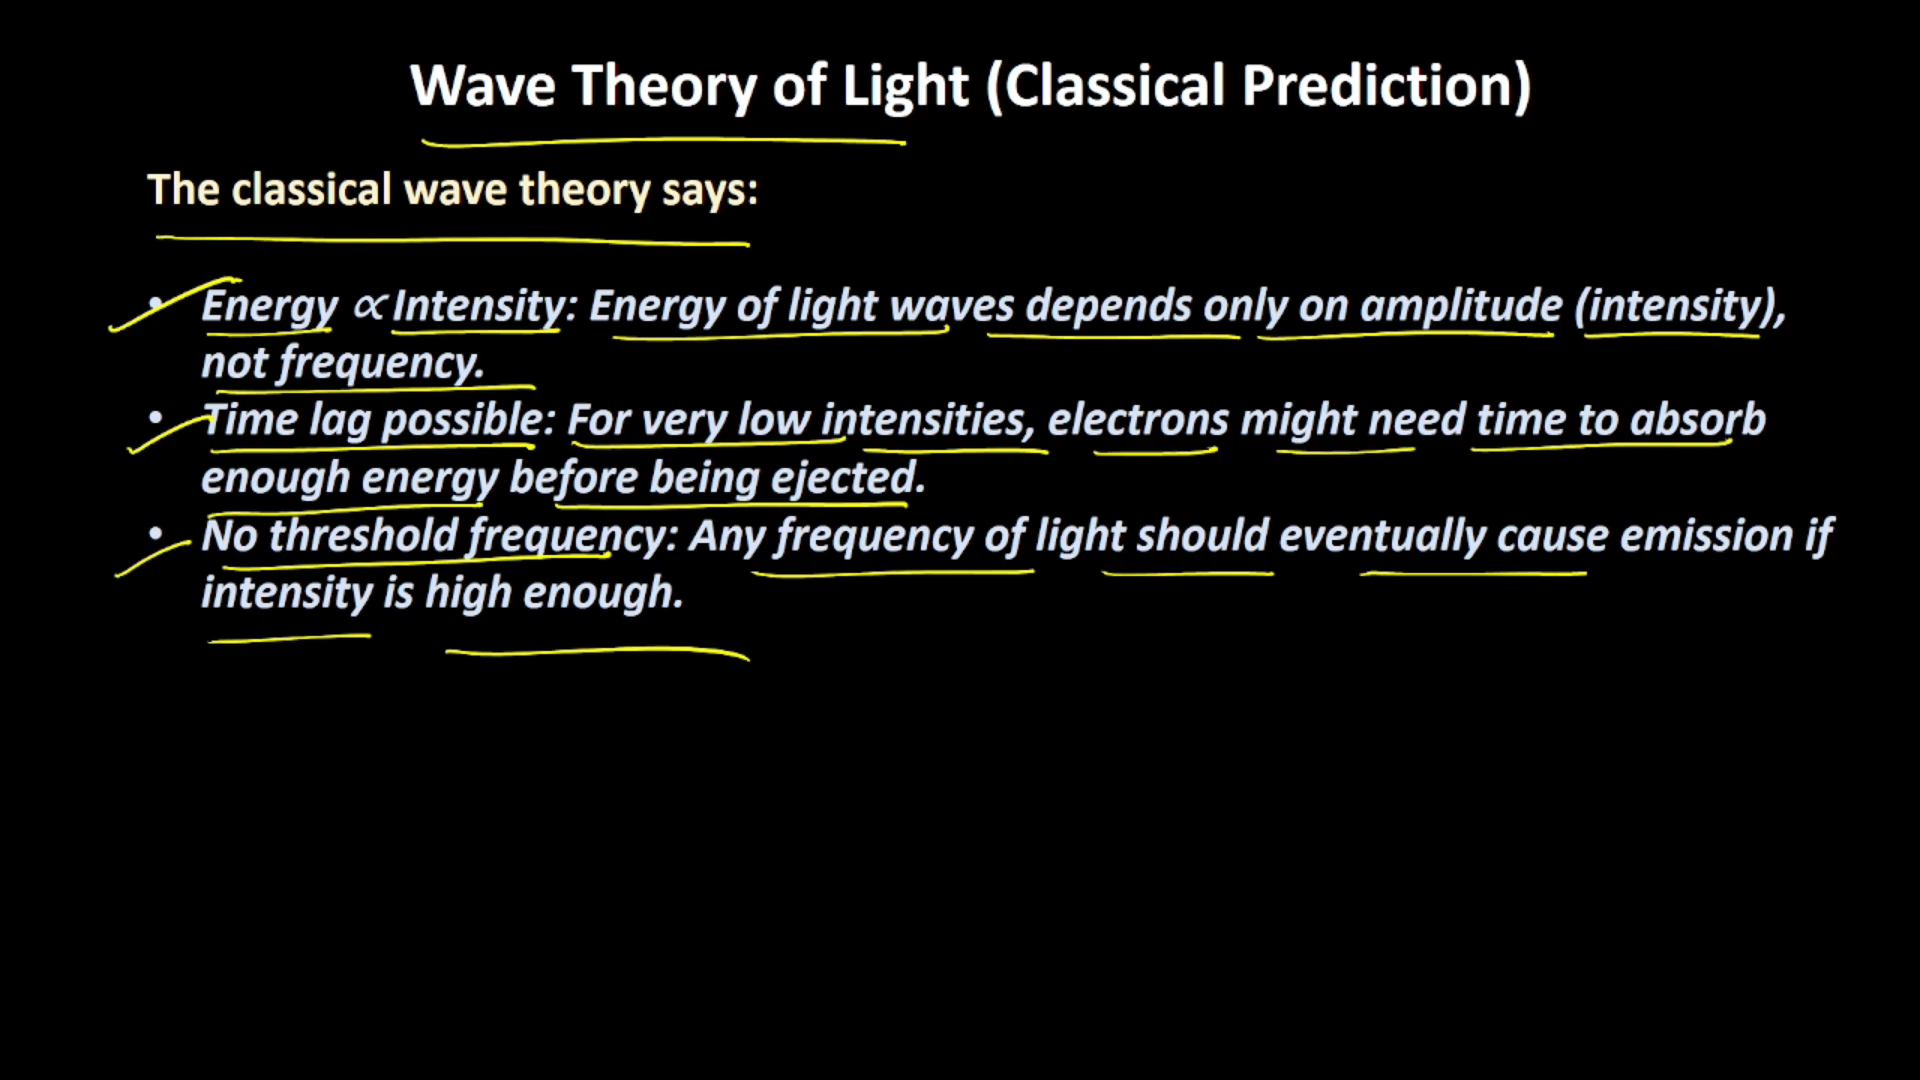 Wave Theory of Light (Classical Prediction)
The classical wave theory says:
• Energy ∝ Intensity: Energy of light waves depends only on amplitude (intensity),
not frequency.
• Time lag possible: For very low intensities, electrons might need time to absorb
enough energy before being ejected.
• No threshold frequency: Any frequency of light should eventually cause emission if
intensity is high enough.